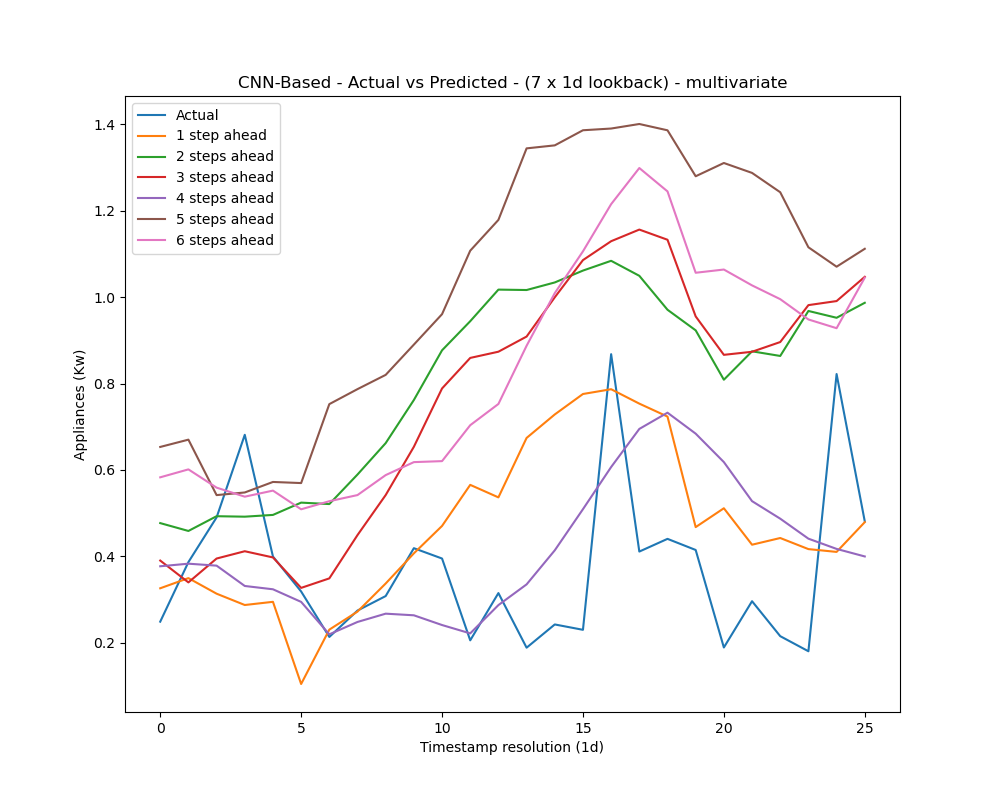 CNN-Based - Actual vs Predicted - (7 x 1d lookback) - multivariate
Actual
1 step ahead
2 steps ahead
3 steps ahead
4 steps ahead
5 steps ahead
6 steps ahead
1.4
1.2
1.0
0.8
0.6
0.4
0.2
Appliances (Kw)
0 5 10 15 20 25
Timestamp resolution (1d)